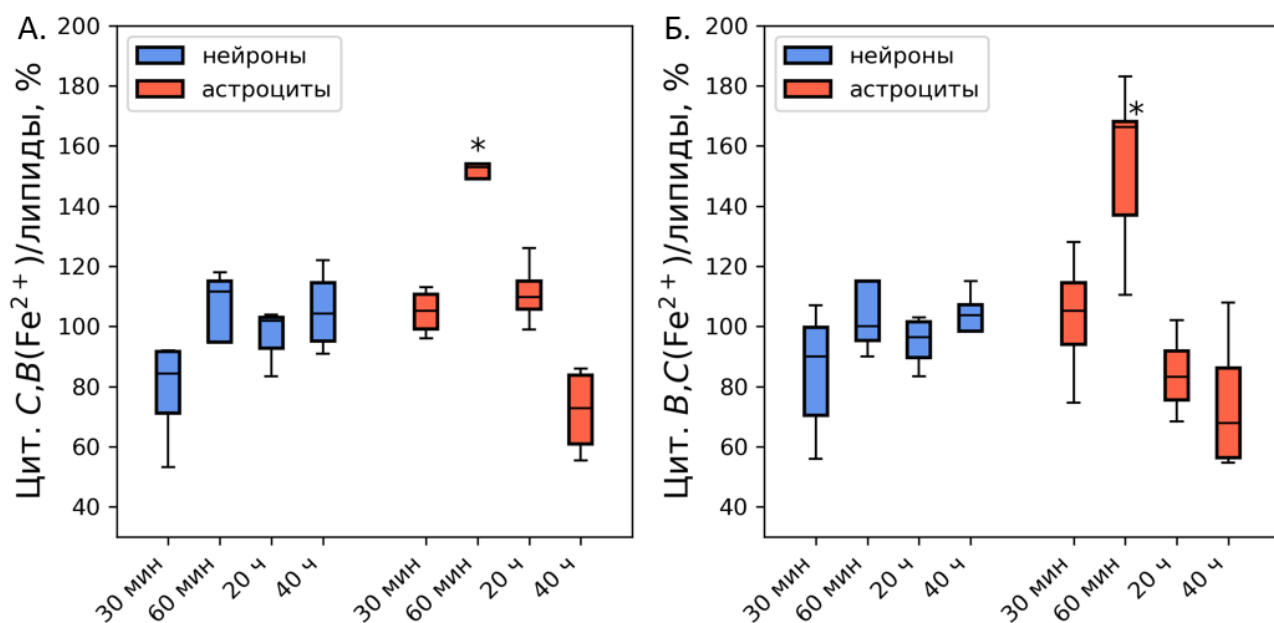 А.
Цит. C,B(Fe²⁺)/липиды, %
200
180
160
140
120
100
80
60
40
нейроны
астроциты
*
30 мин
60 мин
20 ч
40 ч
30 мин
60 мин
20 ч
40 ч
Б.
Цит. B,C(Fe²⁺)/липиды, %
200
180
160
140
120
100
80
60
40
нейроны
астроциты
*
30 мин
60 мин
20 ч
40 ч
30 мин
60 мин
20 ч
40 ч